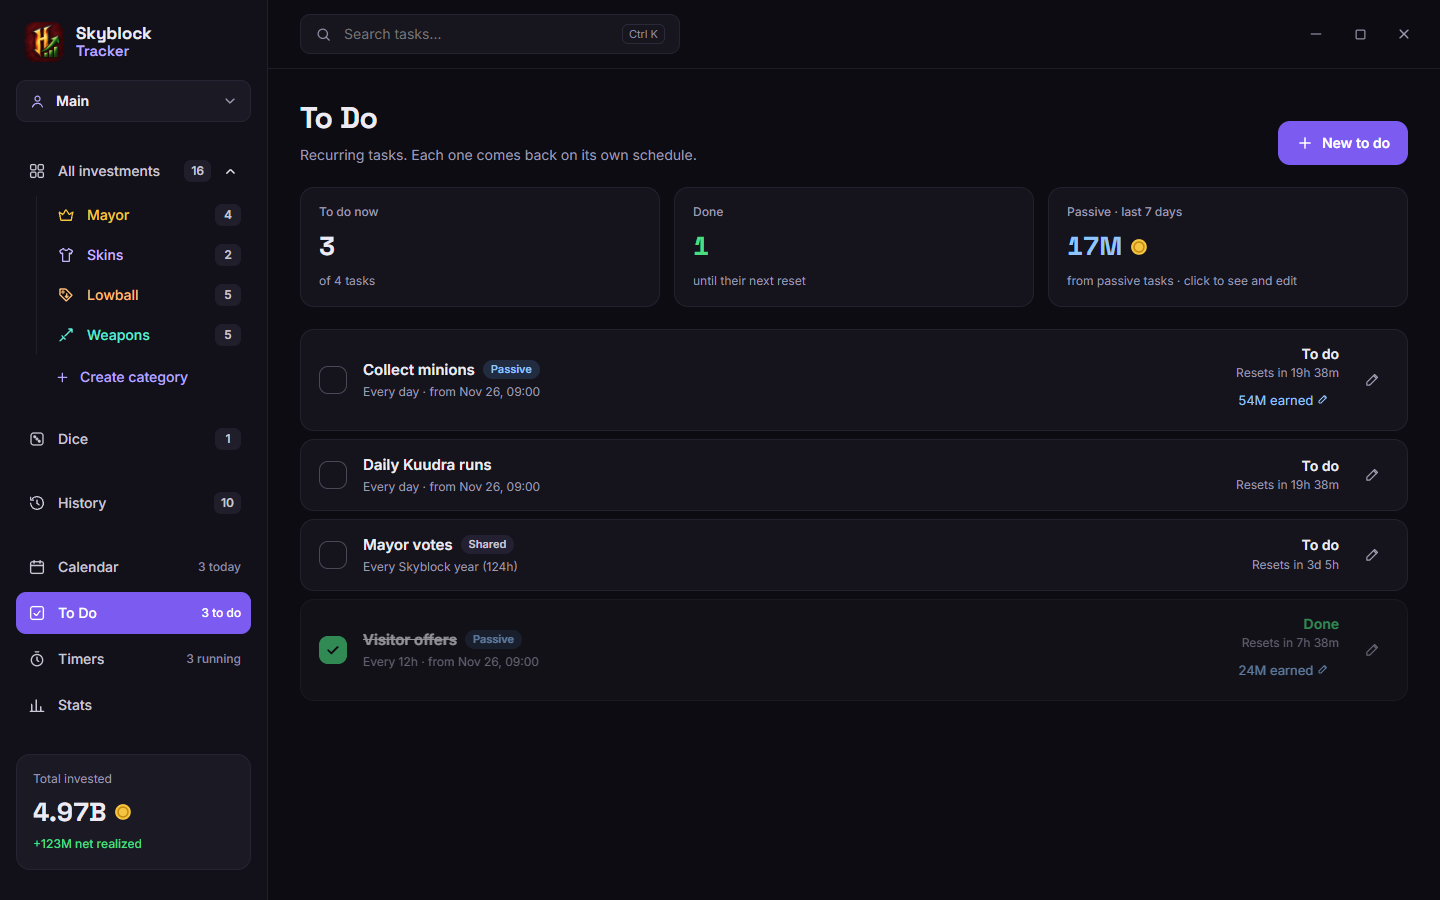 Skyblock
Tracker
Main
All investments 16
Mayor 4
Skins 2
Lowball 5
Weapons 5
+ Create category
Dice 1
History 10
Calendar 3 today
To Do 3 to do
Timers 3 running
Stats
Total invested
4.97B
+123M net realized
Search tasks... Ctrl K
To Do
Recurring tasks. Each one comes back on its own schedule.
+ New to do
To do now
3
of 4 tasks
Done
1
until their next reset
Passive · last 7 days
17M
from passive tasks · click to see and edit
Collect minions Passive
Every day · from Nov 26, 09:00
To do
Resets in 19h 38m
54M earned
Daily Kuudra runs
Every day · from Nov 26, 09:00
To do
Resets in 19h 38m
Mayor votes Shared
Every Skyblock year (124h)
To do
Resets in 3d 5h
Visitor offers Passive
Every 12h · from Nov 26, 09:00
Done
Resets in 7h 38m
24M earned